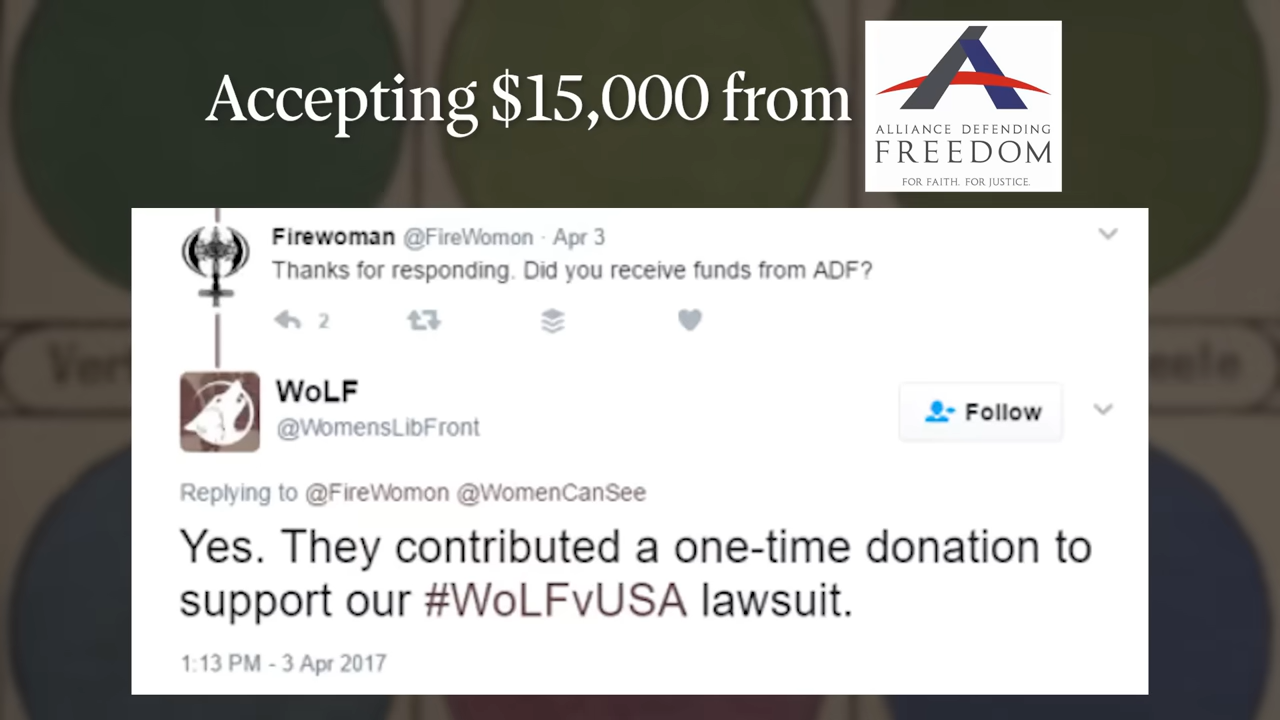 Accepting $15,000 from
ALLIANCE DEFENDING
FREEDOM
FOR FAITH. FOR JUSTICE.
Firewoman @FireWomon · Apr 3
Thanks for responding. Did you receive funds from ADF?
2
WoLF
@WomensLibFront
Follow
Replying to @FireWomon @WomenCanSee
Yes. They contributed a one-time donation to
support our #WoLFvUSA lawsuit.
1:13 PM - 3 Apr 2017